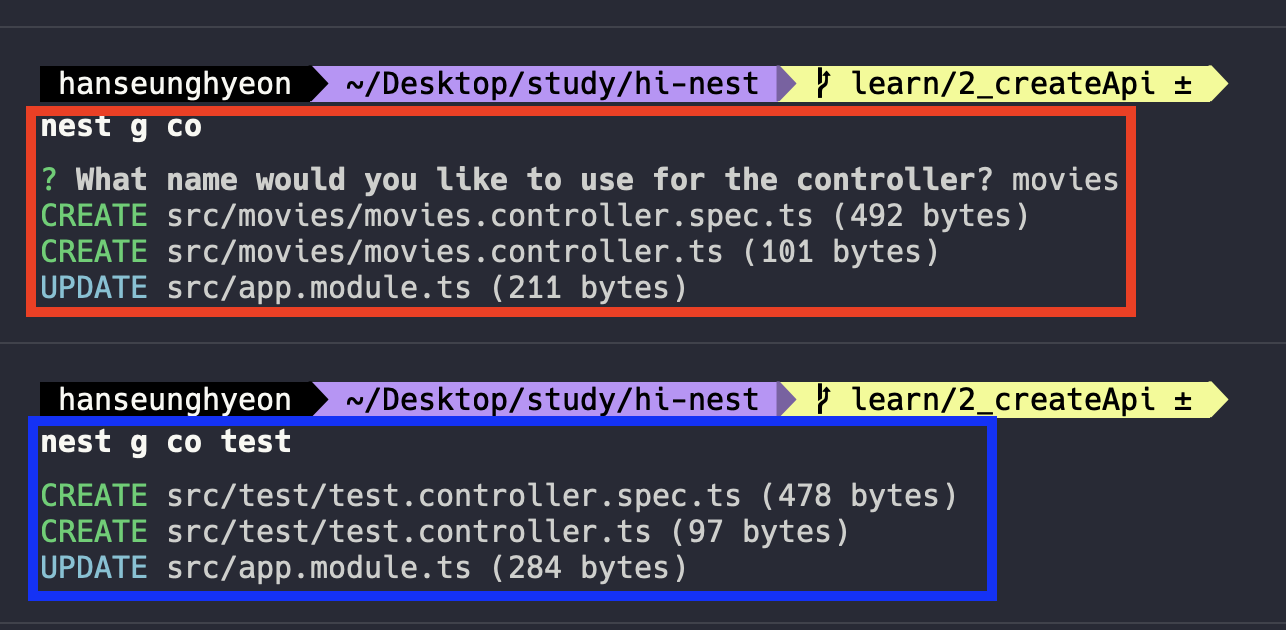 hanseunghyeon ~/Desktop/study/hi-nest learn/2_createApi ±
nest g co
? What name would you like to use for the controller? movies
CREATE src/movies/movies.controller.spec.ts (492 bytes)
CREATE src/movies/movies.controller.ts (101 bytes)
UPDATE src/app.module.ts (211 bytes)
hanseunghyeon ~/Desktop/study/hi-nest learn/2_createApi ±
nest g co test
CREATE src/test/test.controller.spec.ts (478 bytes)
CREATE src/test/test.controller.ts (97 bytes)
UPDATE src/app.module.ts (284 bytes)